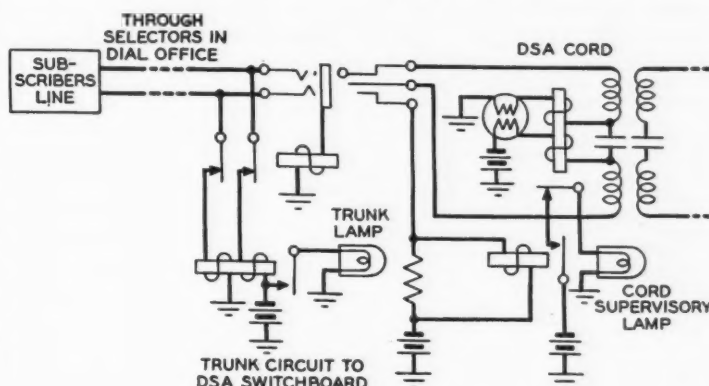 THROUGH
SELECTORS IN
DIAL OFFICE
SUB-
SCRIBERS
LINE
DSA CORD
TRUNK
LAMP
CORD
SUPERVISORY
LAMP
TRUNK CIRCUIT TO
DSA SWITCHBOARD